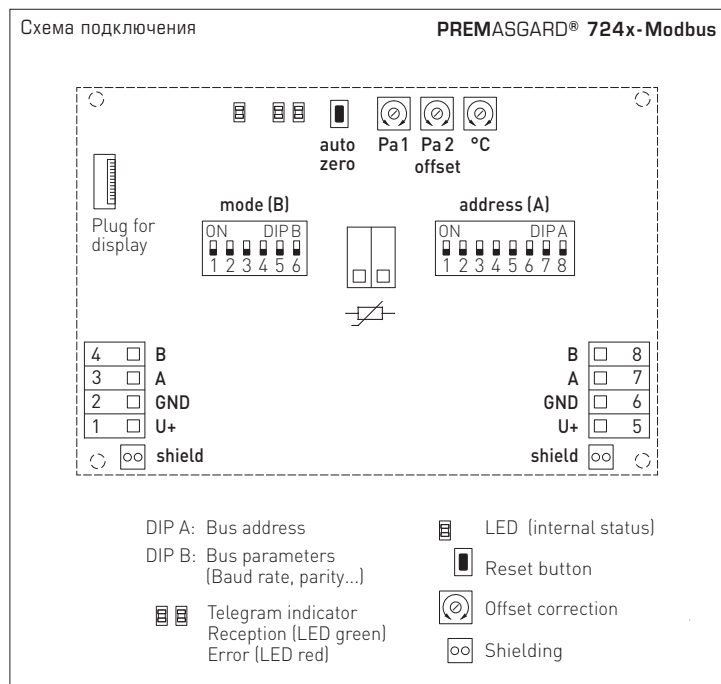 Схема подключения
PREMASGARD® 724x-Modbus
auto zero
Pa 1
Pa 2
°C
offset
Plug for
display
mode (B)
ON DIP B
1 2 3 4 5 6
address (A)
ON DIP A
1 2 3 4 5 6 7 8
4 B
3 A
2 GND
1 U+
shield
B 8
A 7
GND 6
U+ 5
shield
DIP A: Bus address
DIP B: Bus parameters
(Baud rate, parity...)
Telegram indicator
Reception (LED green)
Error (LED red)
LED (internal status)
Reset button
Offset correction
Shielding